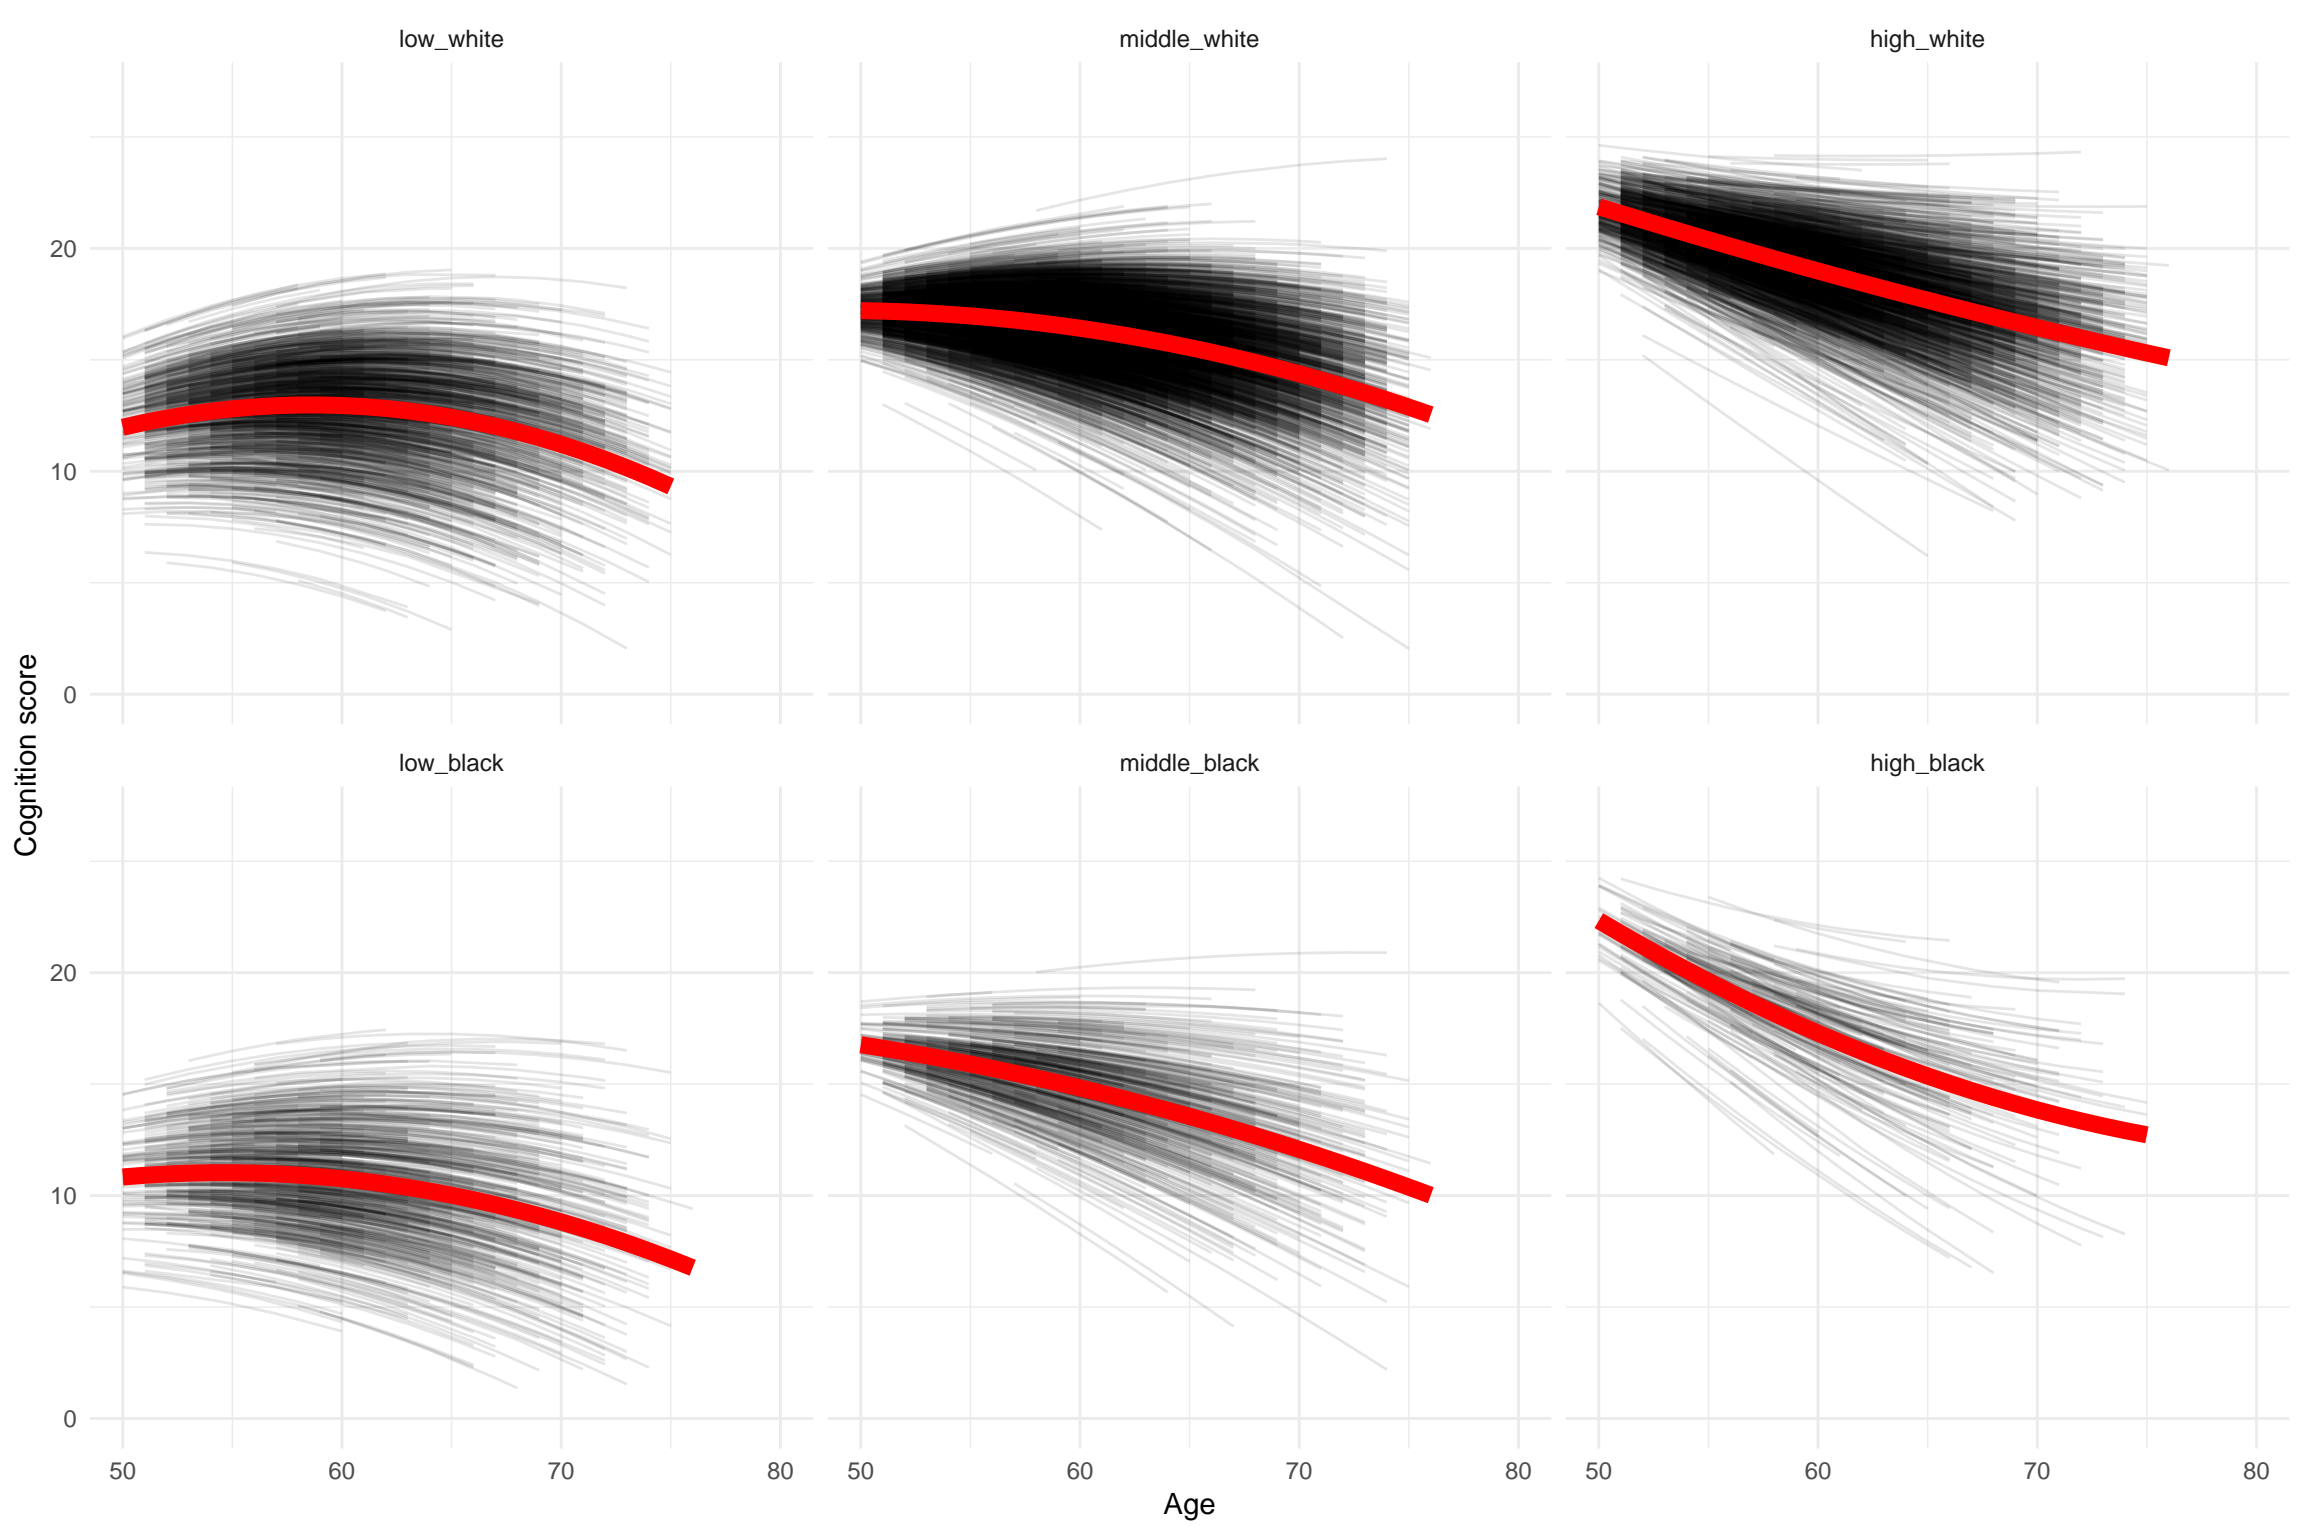 low_white
middle_white
high_white
20
10
0
Cognition score
low_black
middle_black
high_black
20
10
0
50 60 70 80 50 60 70 80 50 60 70 80
Age